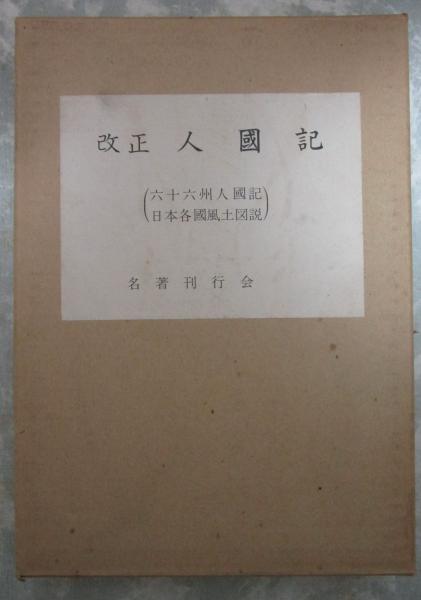 改正 人國記
(六十六州人國記
日本各國風土図説)
名著刊行会